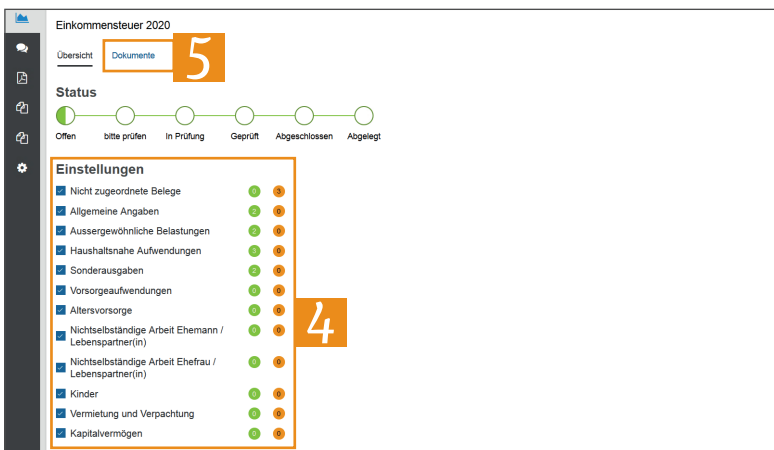 Einkommensteuer 2020
Übersicht Dokumente 5
Status
Offen bitte prüfen In Prüfung Geprüft Abgeschlossen Abgelegt
Einstellungen
Nicht zugeordnete Belege 0 3
Allgemeine Angaben 2 0
Aussergewöhnliche Belastungen 2 0
Haushaltsnahe Aufwendungen 3 0
Sonderausgaben 2 0
Vorsorgeaufwendungen 0 0
Altersvorsorge 0 0
Nichtselbständige Arbeit Ehemann / 0 0
Lebenspartner(in)
4
Nichtselbständige Arbeit Ehefrau / 0 0
Lebenspartner(in)
Kinder 0 0
Vermietung und Verpachtung 0 0
Kapitalvermögen 0 0